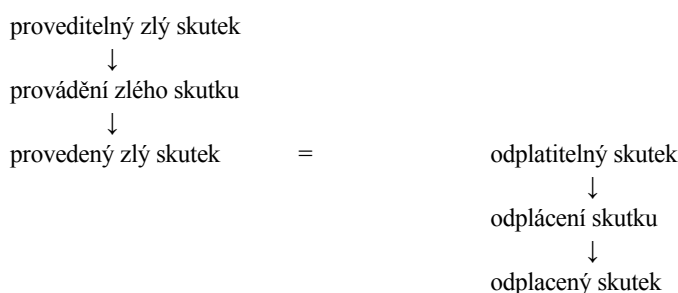 proveditelný zlý skutek
↓
provádění zlého skutku
↓
provedený zlý skutek = odplatitelný skutek
↓
odplácení skutku
↓
odplacený skutek